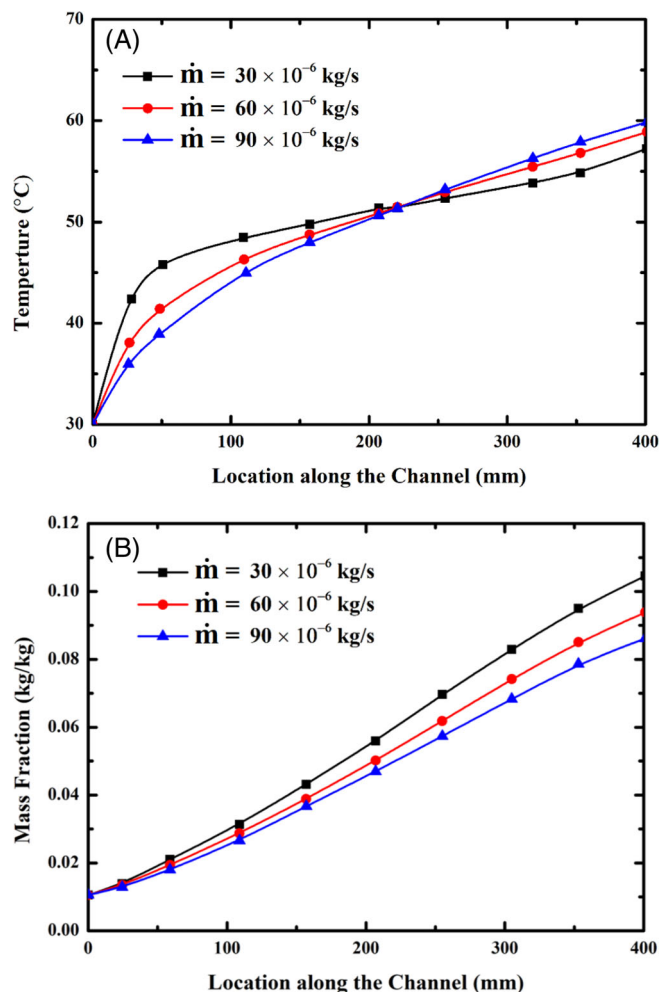 70
(A)
ṁ = 30 × 10⁻⁶ kg/s
ṁ = 60 × 10⁻⁶ kg/s
ṁ = 90 × 10⁻⁶ kg/s
60
50
40
30
Temperture (°C)
0 100 200 300 400
Location along the Channel (mm)
0.12
(B)
ṁ = 30 × 10⁻⁶ kg/s
ṁ = 60 × 10⁻⁶ kg/s
ṁ = 90 × 10⁻⁶ kg/s
0.10
0.08
0.06
0.04
0.02
0.00
Mass Fraction (kg/kg)
0 100 200 300 400
Location along the Channel (mm)